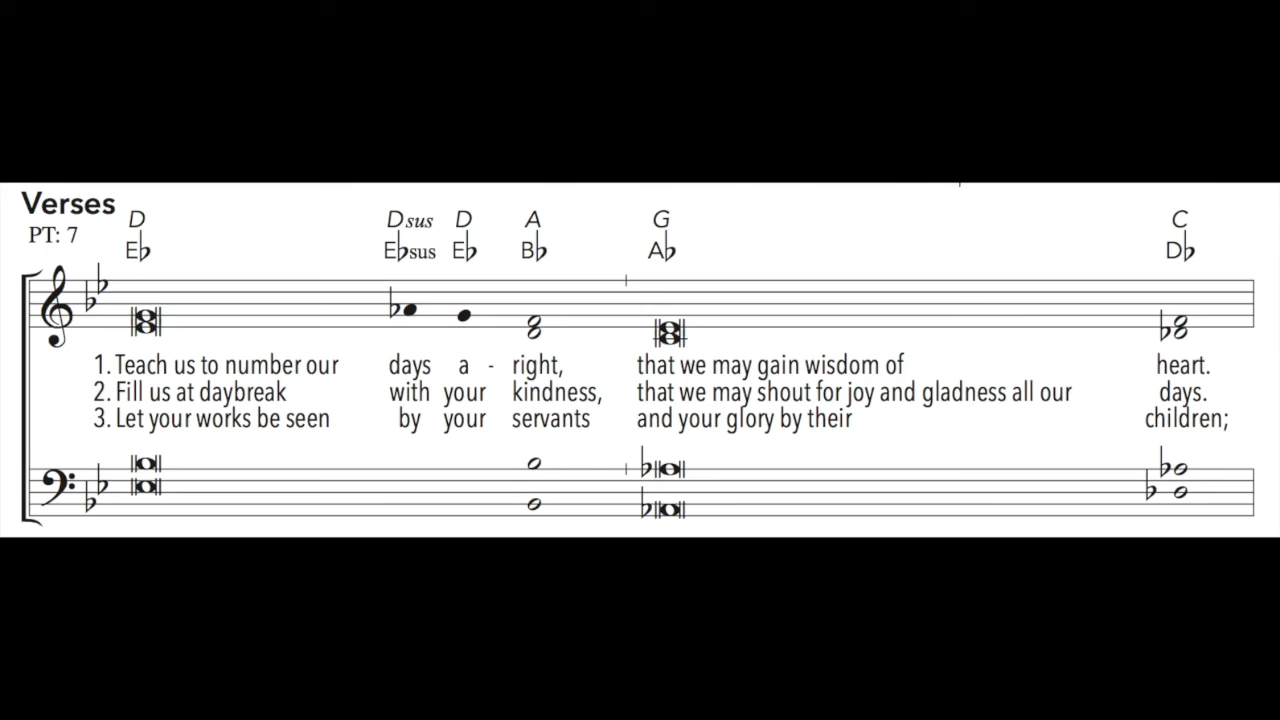 Verses
D Dsus D A G C
PT: 7
E♭ E♭sus E♭ B♭ A♭ D♭
1. Teach us to number our days a - right, that we may gain wisdom of heart.
2. Fill us at daybreak with your kindness, that we may shout for joy and gladness all our days.
3. Let your works be seen by your servants and your glory by their children;